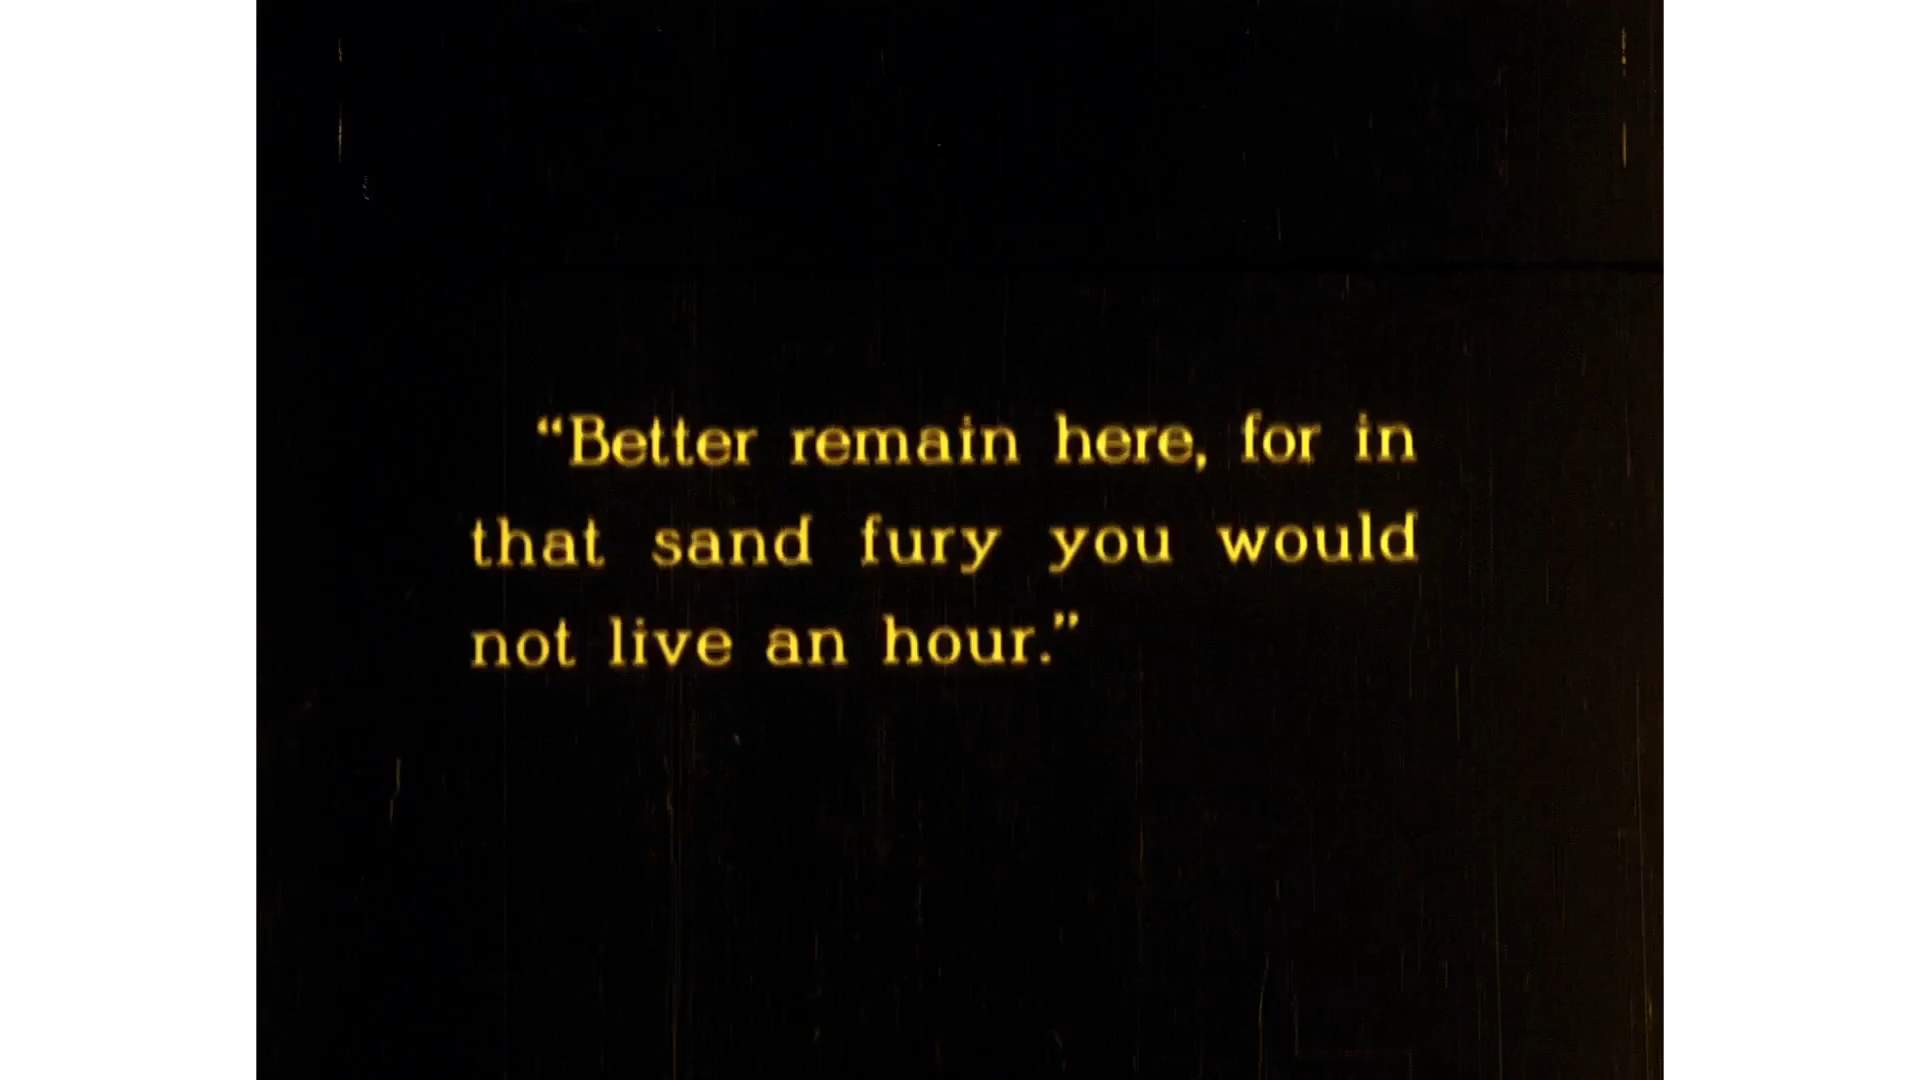 “Better remain here, for in
that sand fury you would
not live an hour.”